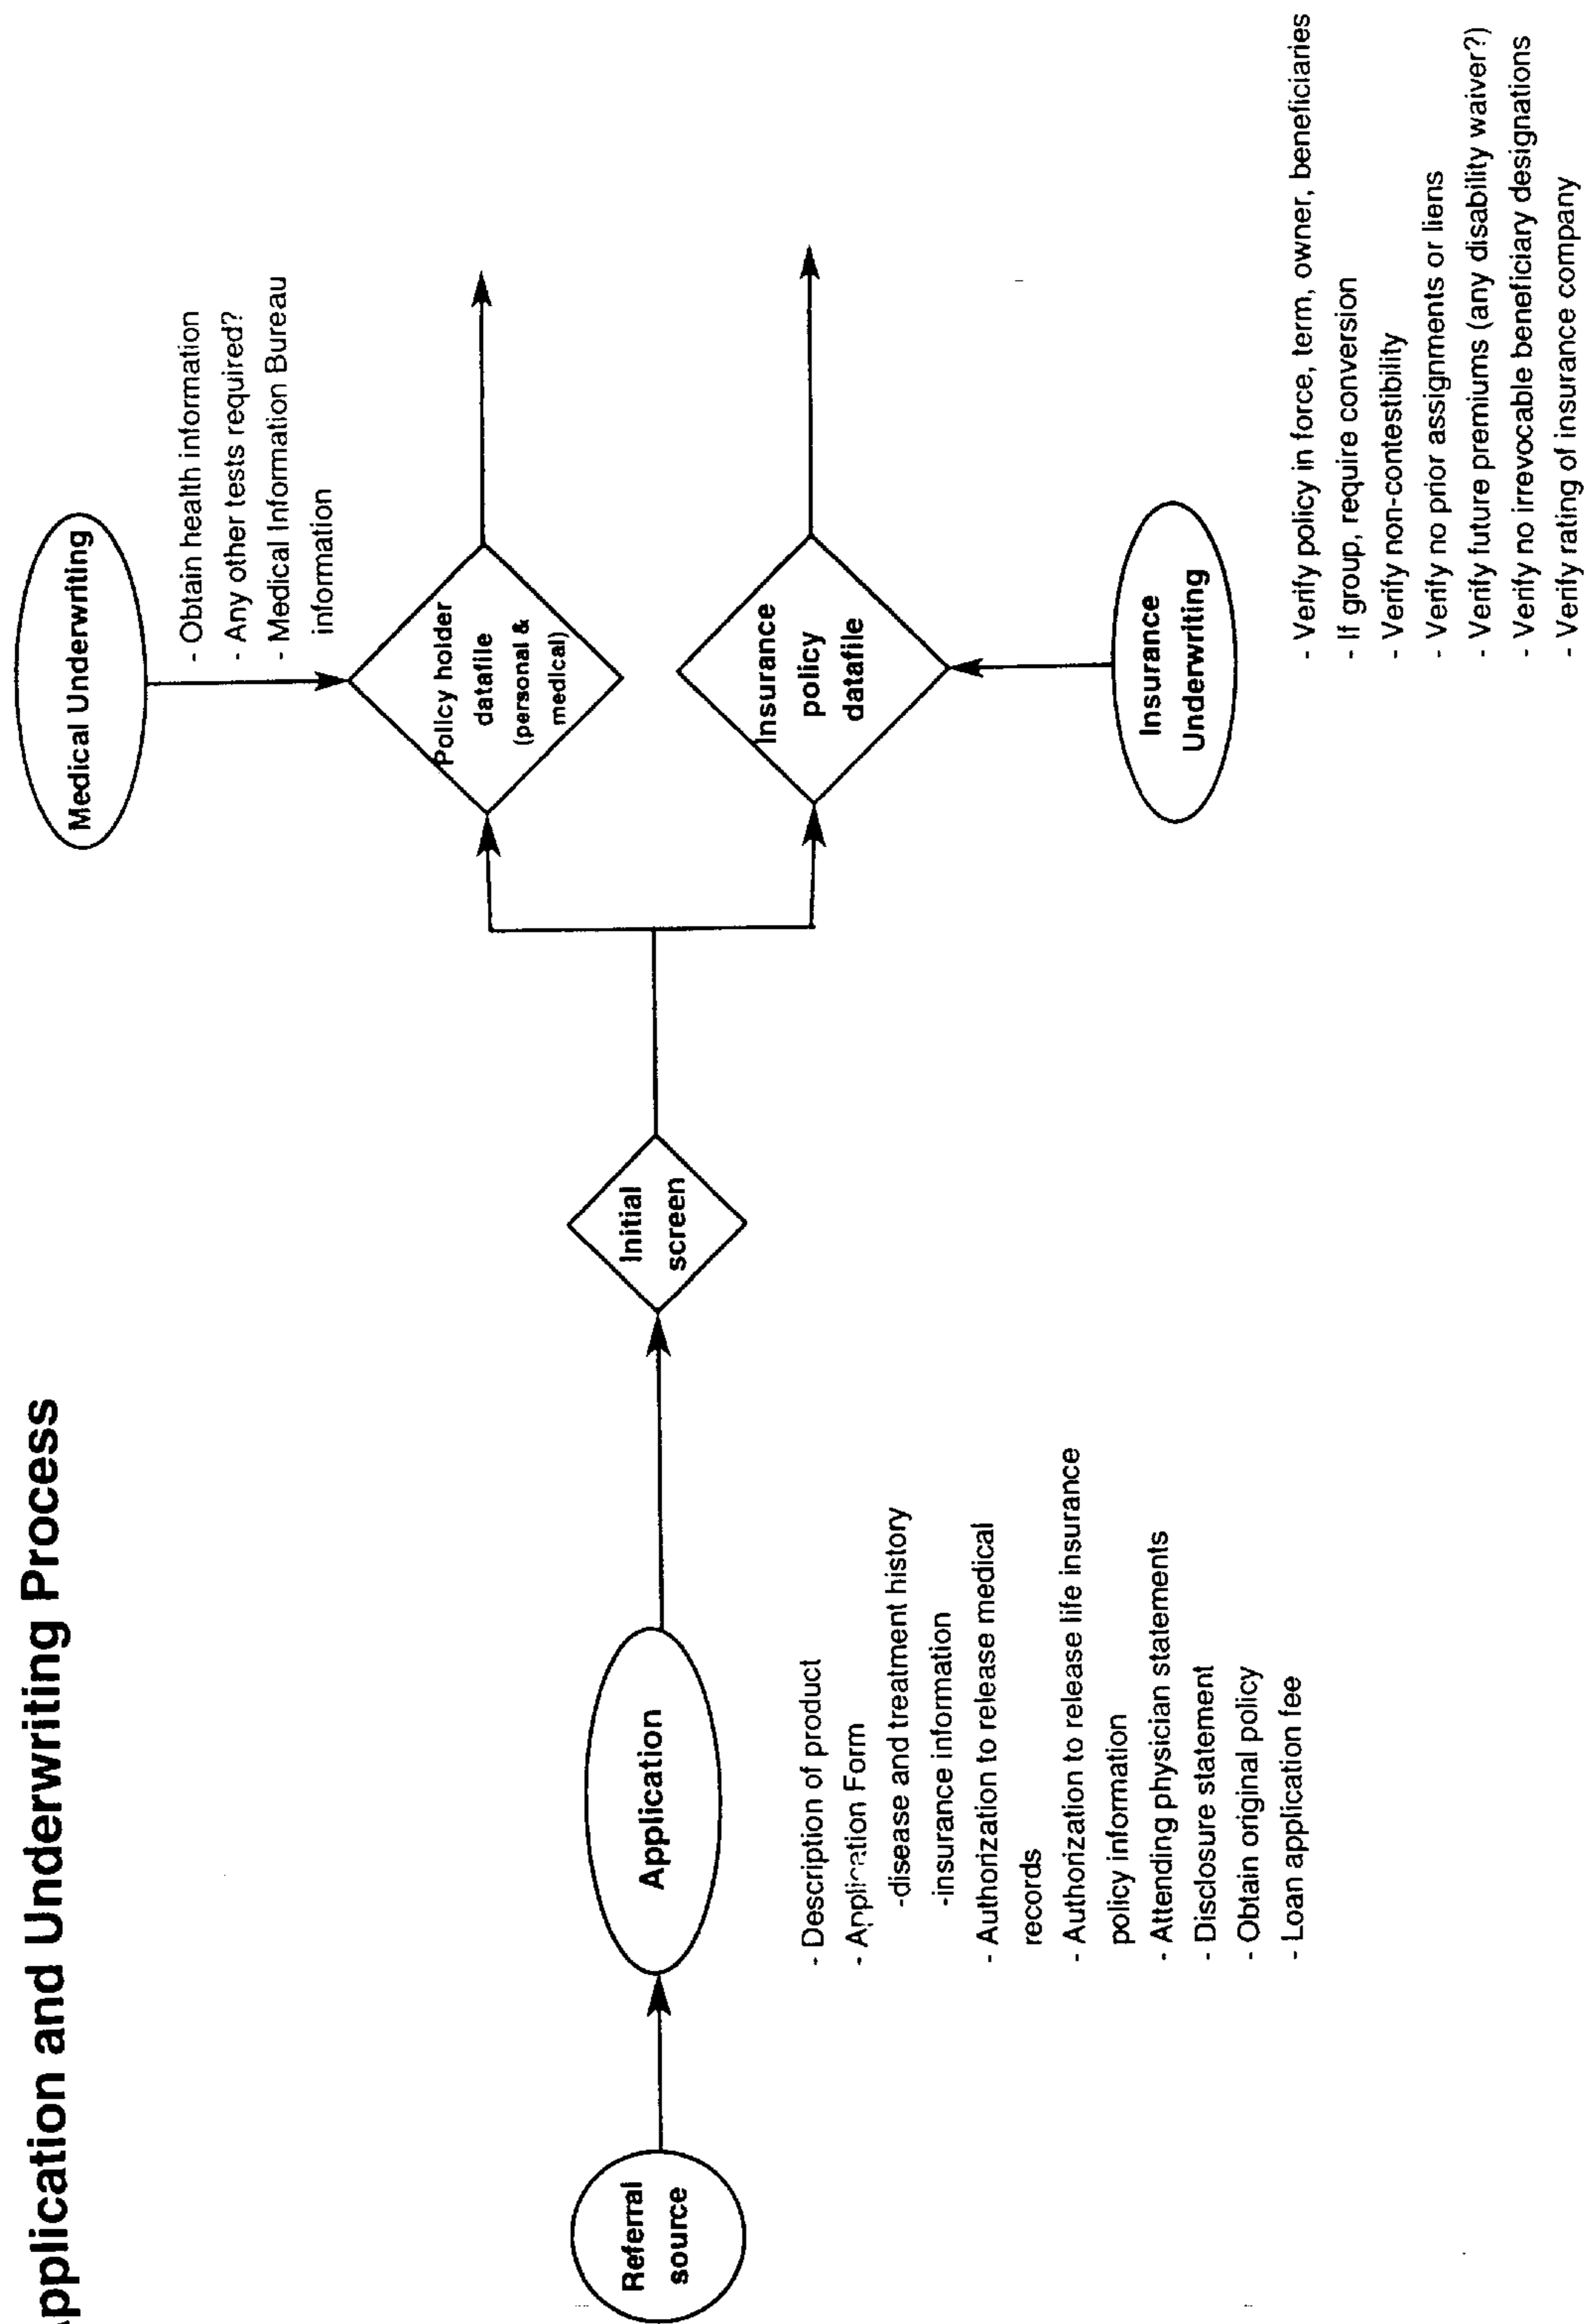 pplication and Underwriting Process
Medical Underwriting
- Obtain health information
- Any other tests required?
- Medical Information Bureau
information
Policy holder
datafile
(personal &
medical)
Referral
source
Application
Initial
screen
Insurance
policy
datafile
- Description of product
- Application Form
-disease and treatment history
-insurance information
- Authorization to release medical
records
- Authorization to release life insurance
policy information
- Attending physician statements
- Disclosure statement
- Obtain original policy
- Loan application fee
Insurance
Underwriting
- Verify policy in force, term, owner, beneficiaries
- If group, require conversion
- Verify non-contestibility
- Verify no prior assignments or liens
- Verify future premiums (any disability waiver?)
- Verify no irrevocable beneficiary designations
- Verify rating of insurance company